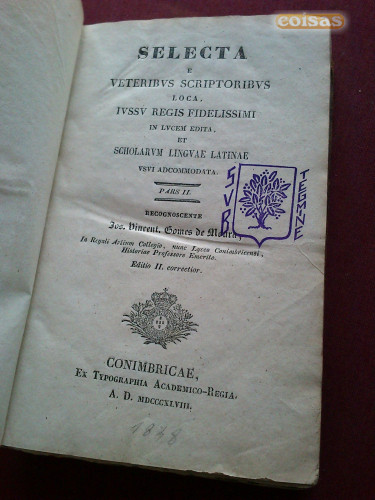 coisas
SELECTA
E
VETERIBVS SCRIPTORIBVS
LOCA,
IVSSV REGIS FIDELISSIMI
IN LVCEM EDITA,
ET
SCHOLARVM LINGVAE LATINAE
VSVI ADCOMMODATA.
PARS II.
RECOGNOSCENTE
Jos. Vincent. Gomes de Moura,
In Regali Artium Collegio, nunc Lyceo Conimbricensi,
Historiae Professore Emerito.
Editio II. correctior.
SVB
TEGMINE
CONIMBRICAE,
EX TYPOGRAPHIA ACADEMICO-REGIA.
A. D. MDCCCXLVIII.
1848